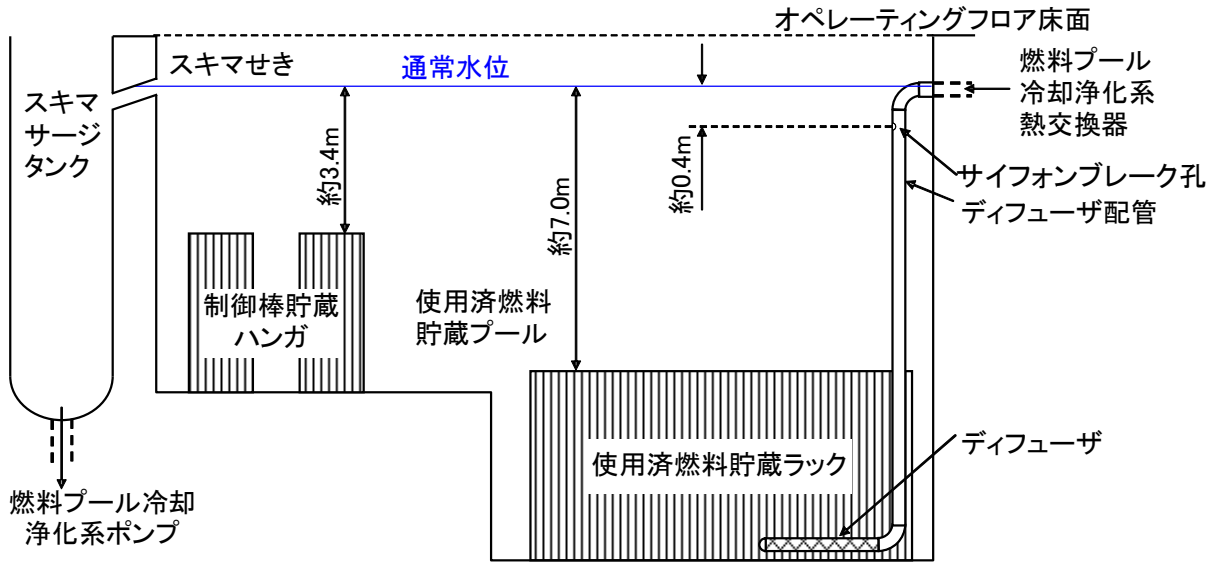 オペレーティングフロア床面
スキマせき
通常水位
燃料プール
冷却浄化系
熱交換器
スキマ
サージ
タンク
約3.4m
約7.0m
約0.4m
サイフォンブレーク孔
ディフューザ配管
制御棒貯蔵
ハンガ
使用済燃料
貯蔵プール
ディフューザ
使用済燃料貯蔵ラック
燃料プール冷却
浄化系ポンプ